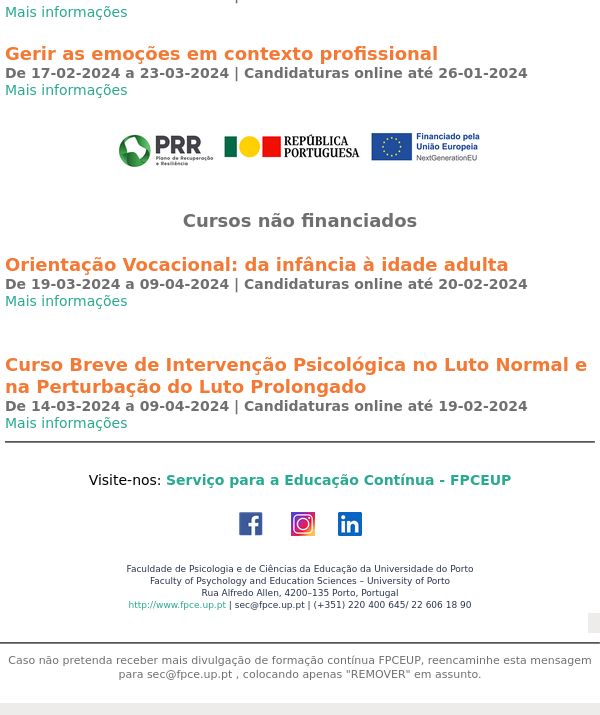 Mais informações
Gerir as emoções em contexto profissional
De 17-02-2024 a 23-03-2024 | Candidaturas online até 26-01-2024
Mais informações
PRR
Plano de Recuperação
e Resiliência
REPÚBLICA
PORTUGUESA
Financiado pela
União Europeia
NextGenerationEU
Cursos não financiados
Orientação Vocacional: da infância à idade adulta
De 19-03-2024 a 09-04-2024 | Candidaturas online até 20-02-2024
Mais informações
Curso Breve de Intervenção Psicológica no Luto Normal e
na Perturbação do Luto Prolongado
De 14-03-2024 a 09-04-2024 | Candidaturas online até 19-02-2024
Mais informações
Visite-nos: Serviço para a Educação Contínua - FPCEUP
Faculdade de Psicologia e de Ciências da Educação da Universidade do Porto
Faculty of Psychology and Education Sciences – University of Porto
Rua Alfredo Allen, 4200–135 Porto, Portugal
http://www.fpce.up.pt | sec@fpce.up.pt | (+351) 220 400 645/ 22 606 18 90
Caso não pretenda receber mais divulgação de formação contínua FPCEUP, reencaminhe esta mensagem
para sec@fpce.up.pt , colocando apenas "REMOVER" em assunto.